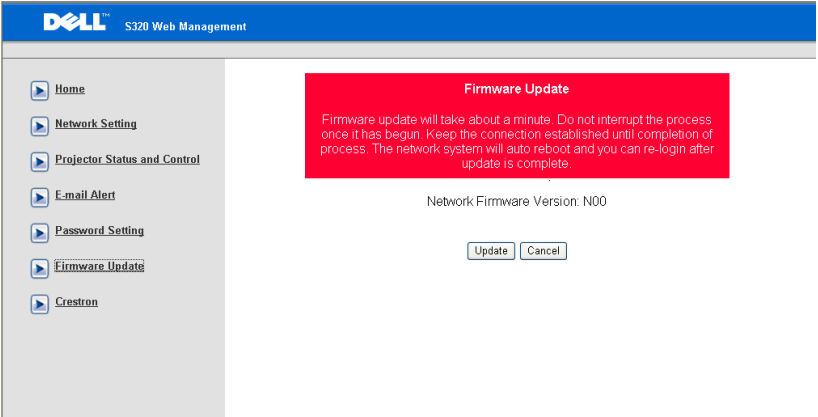 DELL™ S320 Web Management
Home
Network Setting
Projector Status and Control
E-mail Alert
Password Setting
Firmware Update
Crestron
Firmware Update
Firmware update will take about a minute. Do not interrupt the process
once it has begun. Keep the connection established until completion of
process. The network system will auto reboot and you can re-login after
update is complete.
Network Firmware Version: N00
Update Cancel